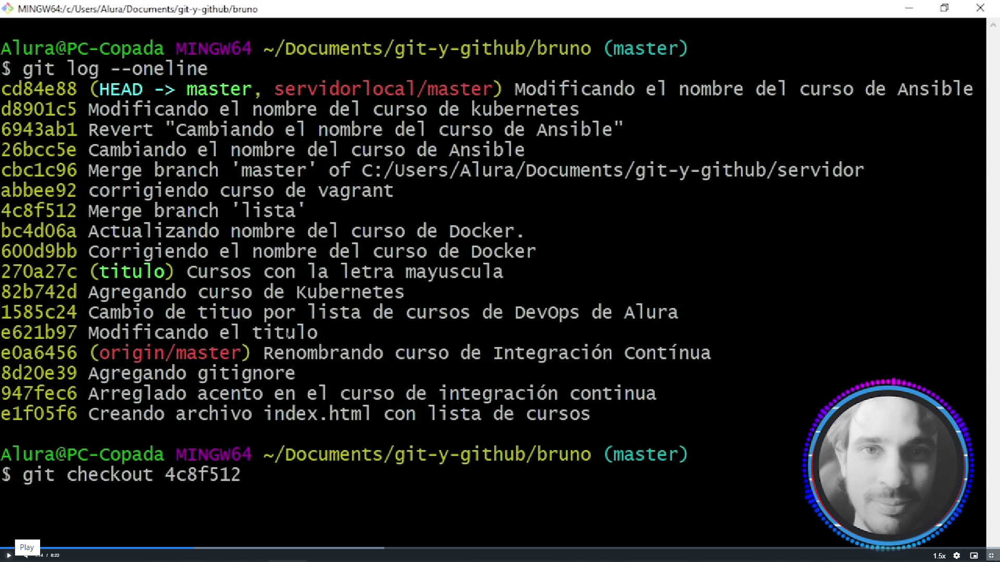 MINGW64:/c/Users/Alura/Documents/git-y-github/bruno
Alura@PC-Copada MINGW64 ~/Documents/git-y-github/bruno (master)
$ git log --oneline
cd84e88 (HEAD -> master, servidorlocal/master) Modificando el nombre del curso de Ansible
d8901c5 Modificando el nombre del curso de kubernetes
6943ab1 Revert "Cambiando el nombre del curso de Ansible"
26bcc5e Cambiando el nombre del curso de Ansible
cbc1c96 Merge branch 'master' of C:/Users/Alura/Documents/git-y-github/servidor
abbee92 corrigiendo curso de vagrant
4c8f512 Merge branch 'lista'
bc4d06a Actualizando nombre del curso de Docker.
600d9bb Corrigiendo el nombre del curso de Docker
270a27c (titulo) Cursos con la letra mayuscula
82b742d Agregando curso de Kubernetes
1585c24 Cambio de tituo por lista de cursos de DevOps de Alura
e621b97 Modificando el titulo
e0a6456 (origin/master) Renombrando curso de Integración Contínua
8d20e39 Agregando gitignore
947fec6 Arreglado acento en el curso de integración continua
e1f05f6 Creando archivo index.html con lista de cursos
Alura@PC-Copada MINGW64 ~/Documents/git-y-github/bruno (master)
$ git checkout 4c8f512
Play
/ 6:22
1.5x